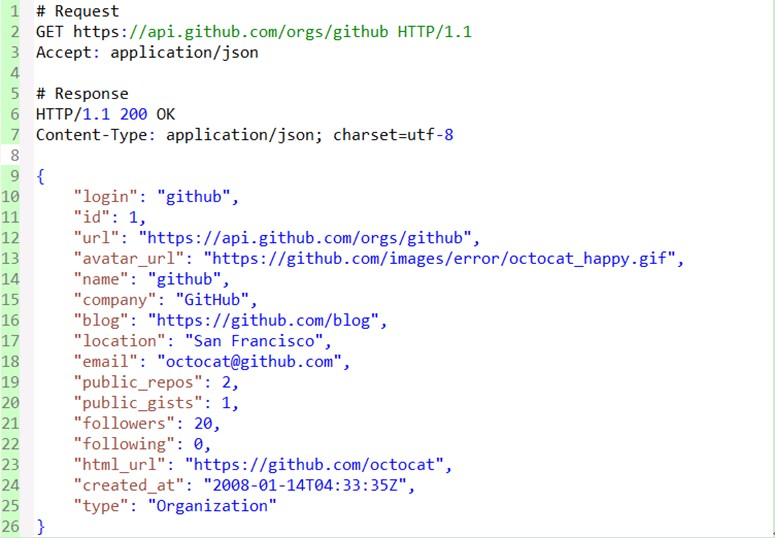 1 # Request
2 GET https://api.github.com/orgs/github HTTP/1.1
3 Accept: application/json
4
5 # Response
6 HTTP/1.1 200 OK
7 Content-Type: application/json; charset=utf-8
8
9 {
10     "login": "github",
11     "id": 1,
12     "url": "https://api.github.com/orgs/github",
13     "avatar_url": "https://github.com/images/error/octocat_happy.gif",
14     "name": "github",
15     "company": "GitHub",
16     "blog": "https://github.com/blog",
17     "location": "San Francisco",
18     "email": "octocat@github.com",
19     "public_repos": 2,
20     "public_gists": 1,
21     "followers": 20,
22     "following": 0,
23     "html_url": "https://github.com/octocat",
24     "created_at": "2008-01-14T04:33:35Z",
25     "type": "Organization"
26 }